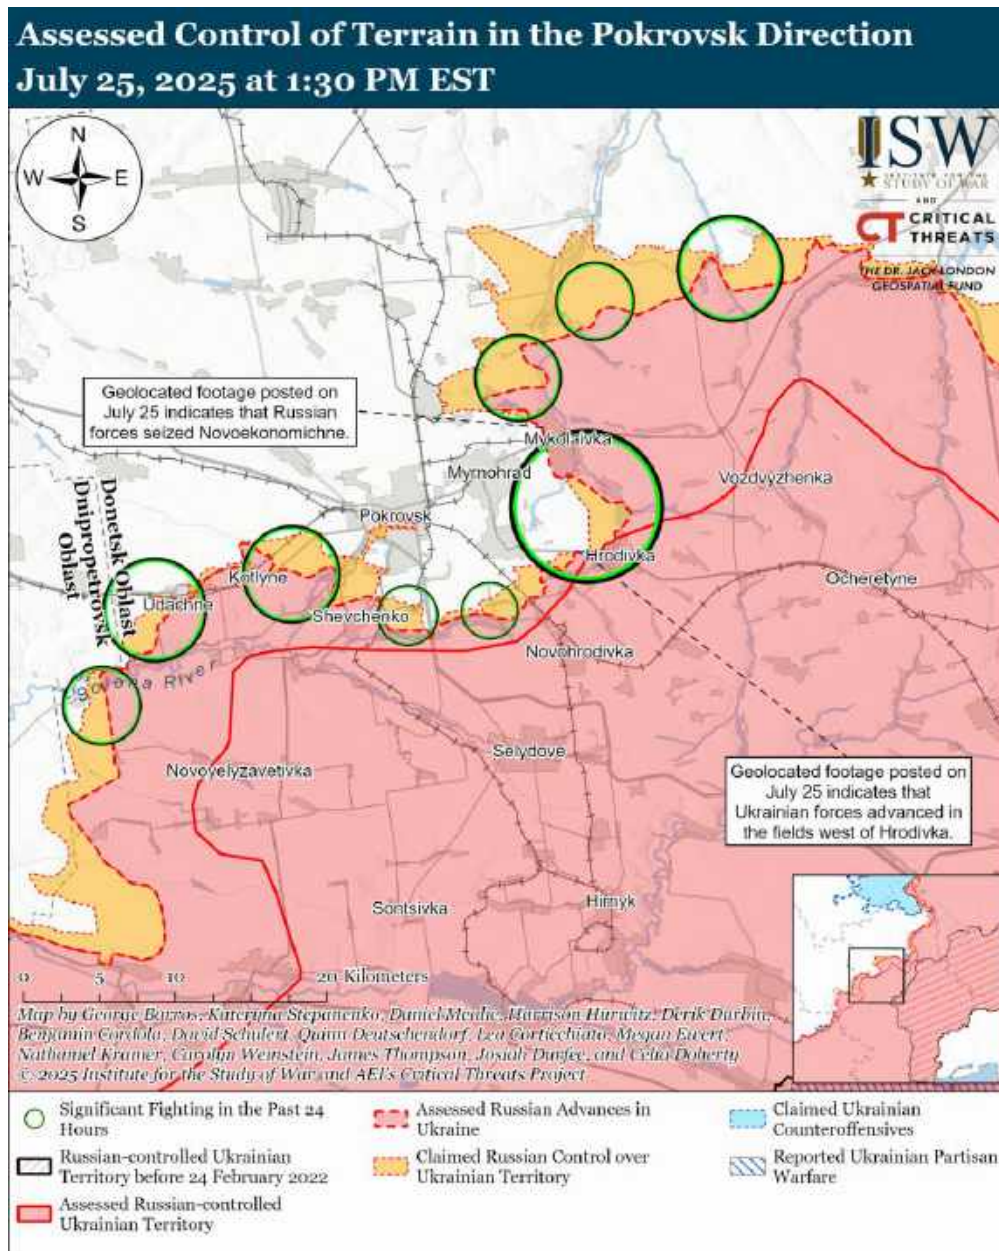 Assessed Control of Terrain in the Pokrovsk Direction
July 25, 2025 at 1:30 PM EST
N
W E
S
ISW
INSTITUTE FOR THE
STUDY OF WAR
AND
CT CRITICAL
THREATS
THE DR. JACK LONDON
GEOSPATIAL FUND
Geolocated footage posted on
July 25 indicates that Russian
forces seized Novoekonomichne.
Mykolaivka
Myrnohrad
Vozdvyzhenka
Pokrovsk
Donetsk Oblast
Dnipropetrovsk
Oblast
Hrodivka
Kotlyne
Ocheretyne
Udachne
Shevchenko
Novohrodivka
River
Selydove
Novoyelyzavetivka
Geolocated footage posted on
July 25 indicates that
Ukrainian forces advanced in
the fields west of Hrodivka.
Sontsivka
Hirnyk
0 5 10 20 Kilometers
Map by George Barros, Kateryna Stepanenko, Daniel Mealie, Harrison Hurwitz, Derik Durbin,
Benjamin Cordola, David Schulert, Quinn Deutschendorf, Lea Corticchiato, Megan Ewert,
Nathaniel Kramer, Carolyn Weinstein, James Thompson, Josiah Durfee, and Celia Doherty
© 2025 Institute for the Study of War and AEI's Critical Threats Project
Significant Fighting in the Past 24
Hours
Russian-controlled Ukrainian
Territory before 24 February 2022
Assessed Russian-controlled
Ukrainian Territory
Assessed Russian Advances in
Ukraine
Claimed Russian Control over
Ukrainian Territory
Claimed Ukrainian
Counteroffensives
Reported Ukrainian Partisan
Warfare